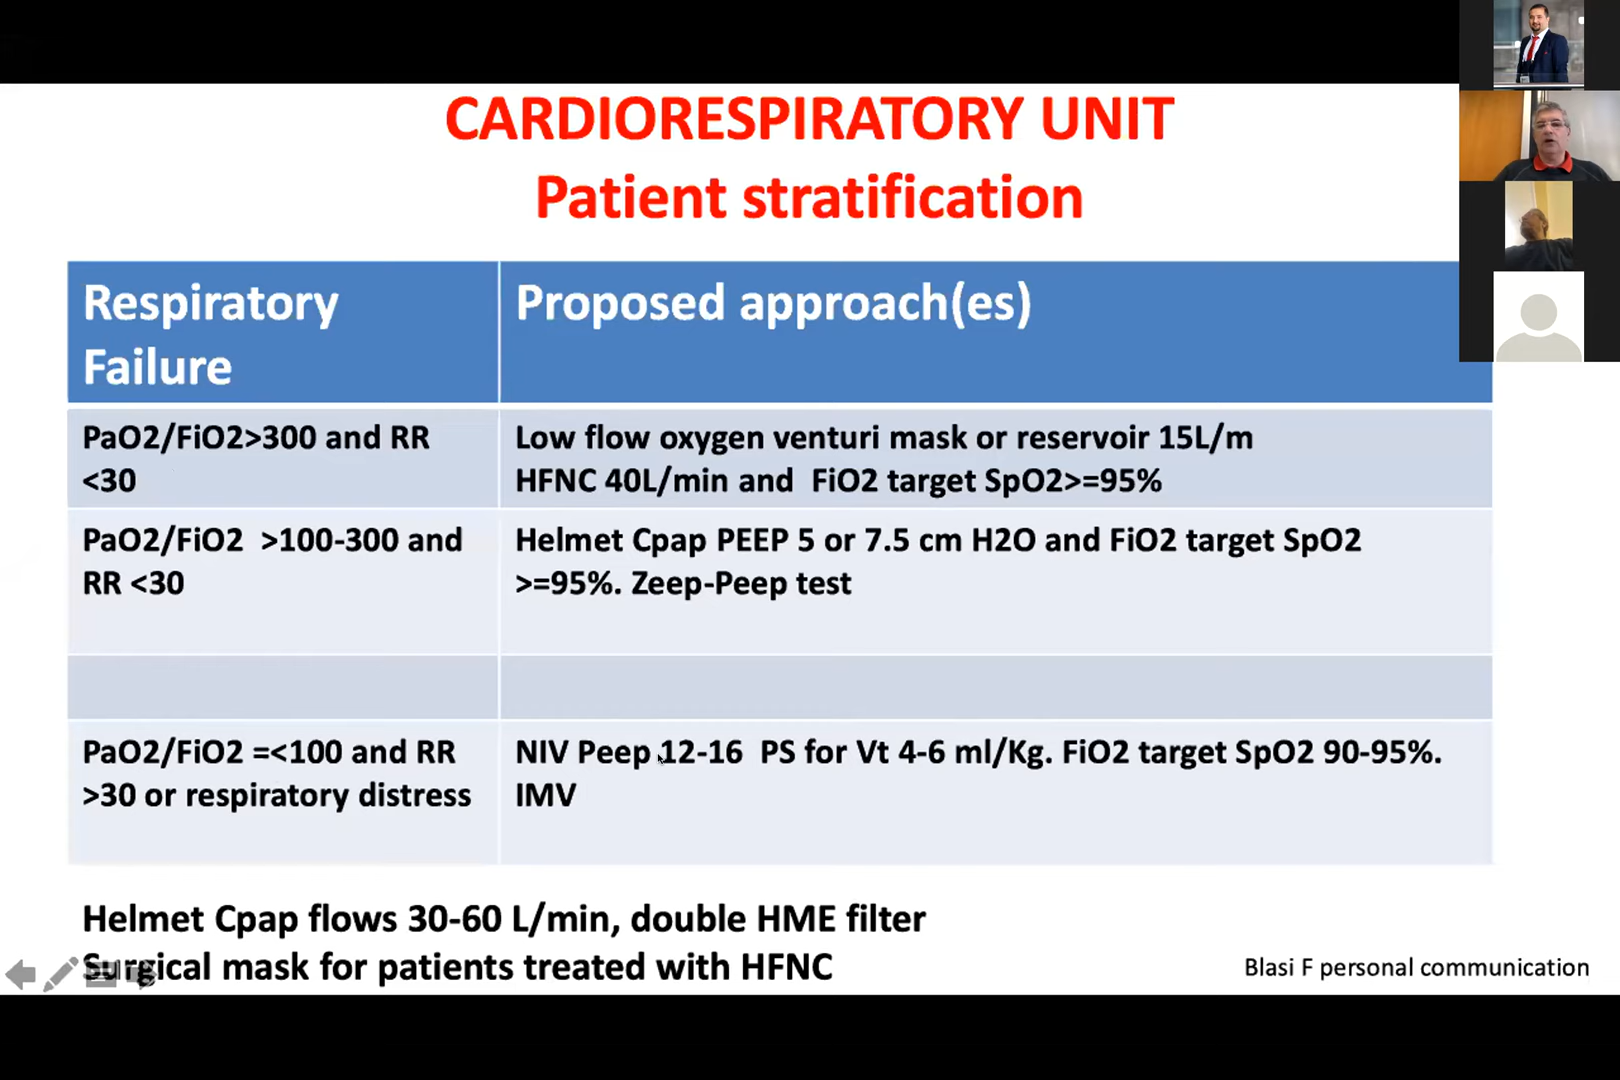 CARDIORESPIRATORY UNIT
Patient stratification
Respiratory
Failure
Proposed approach(es)
PaO2/FiO2>300 and RR
<30
Low flow oxygen venturi mask or reservoir 15L/m
HFNC 40L/min and FiO2 target SpO2>=95%
PaO2/FiO2 >100-300 and
RR <30
Helmet Cpap PEEP 5 or 7.5 cm H2O and FiO2 target SpO2
>=95%. Zeep-Peep test
PaO2/FiO2 =<100 and RR
>30 or respiratory distress
NIV Peep 12-16 PS for Vt 4-6 ml/Kg. FiO2 target SpO2 90-95%.
IMV
Helmet Cpap flows 30-60 L/min, double HME filter
Surgical mask for patients treated with HFNC
Blasi F personal communication